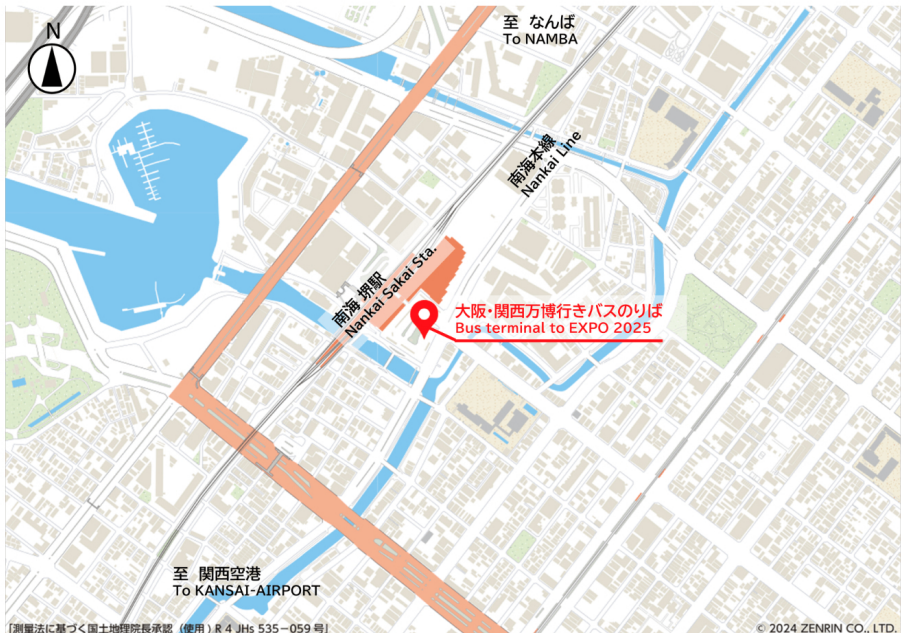 N
至 なんば
To NAMBA
南海本線
Nankai Line
南海 堺駅
Nankai Sakai Sta.
大阪・関西万博行きバスのりば
Bus terminal to EXPO 2025
至 関西空港
To KANSAI-AIRPORT
「測量法に基づく国土地理院長承認（使用）R 4 JHs 535－059 号」
© 2024 ZENRIN CO., LTD.